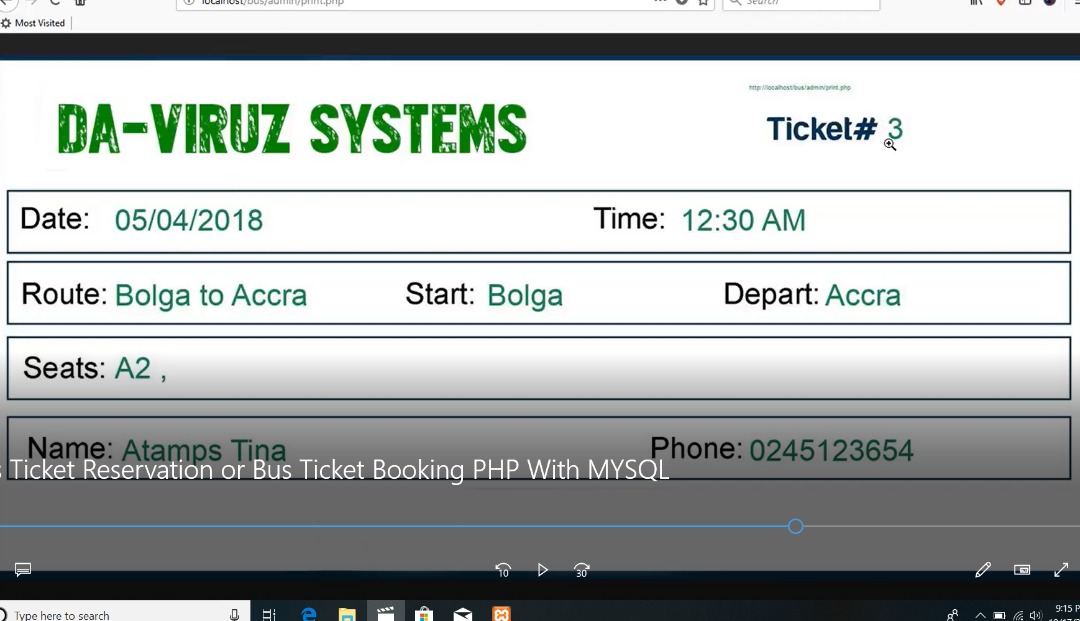 localhost/bus/admin/print.php
Search
Most Visited
http://localhost/bus/admin/print.php
DA-VIRUZ SYSTEMS
Ticket# 3
Date: 05/04/2018 Time: 12:30 AM
Route: Bolga to Accra Start: Bolga Depart: Accra
Seats: A2 ,
Name: Atamps Tina Phone: 0245123654
Ticket Reservation or Bus Ticket Booking PHP With MYSQL
10
30
Type here to search
9:15 P